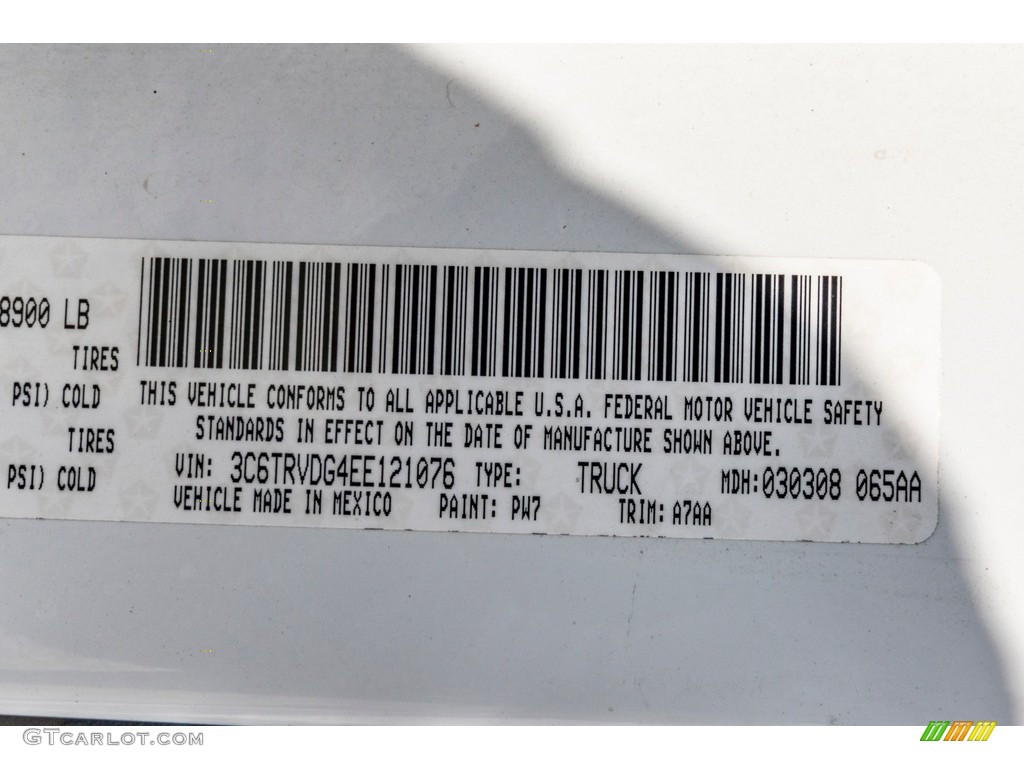 8900 LB
TIRES
PSI) COLD
TIRES
PSI) COLD
THIS VEHICLE CONFORMS TO ALL APPLICABLE U.S.A. FEDERAL MOTOR VEHICLE SAFETY
STANDARDS IN EFFECT ON THE DATE OF MANUFACTURE SHOWN ABOVE.
VIN: 3C6TRVDG4EE121076 TYPE: TRUCK MDH:030308 065AA
VEHICLE MADE IN MEXICO PAINT: PW7 TRIM: A7AA
GTCARLOT.COM